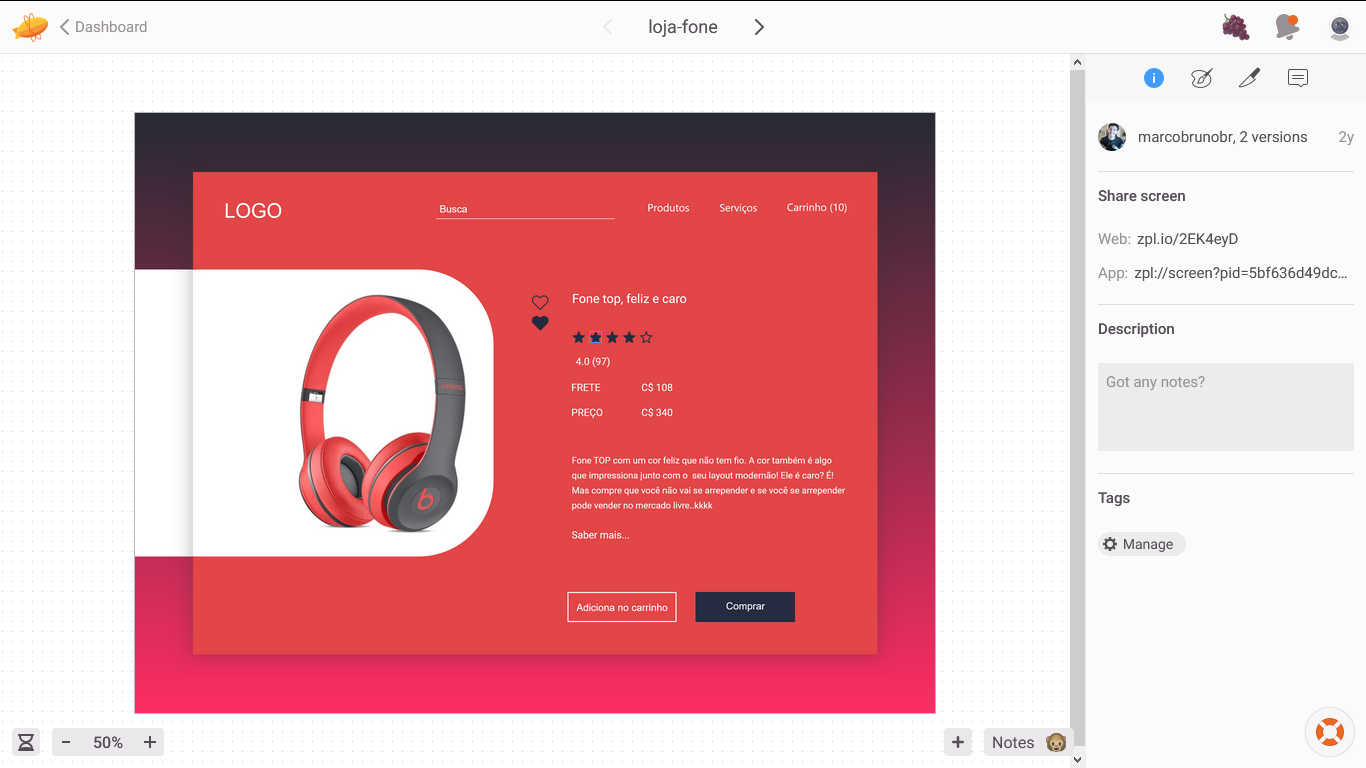 Dashboard
loja-fone
LOGO
Busca
Produtos
Serviços
Carrinho (10)
Fone top, feliz e caro
4.0 (97)
FRETE C$ 108
PREÇO C$ 340
Fone TOP com um cor feliz que não tem fio. A cor também é algo
que impressiona junto com o seu layout modernão! Ele é caro? É!
Mas compre que você não vai se arrepender e se você se arrepender
pode vender no mercado livre..kkkk
Saber mais...
Adiciona no carrinho
Comprar
50%
Notes
marcobrunobr, 2 versions 2y
Share screen
Web: zpl.io/2EK4eyD
App: zpl://screen?pid=5bf636d49dc...
Description
Got any notes?
Tags
Manage